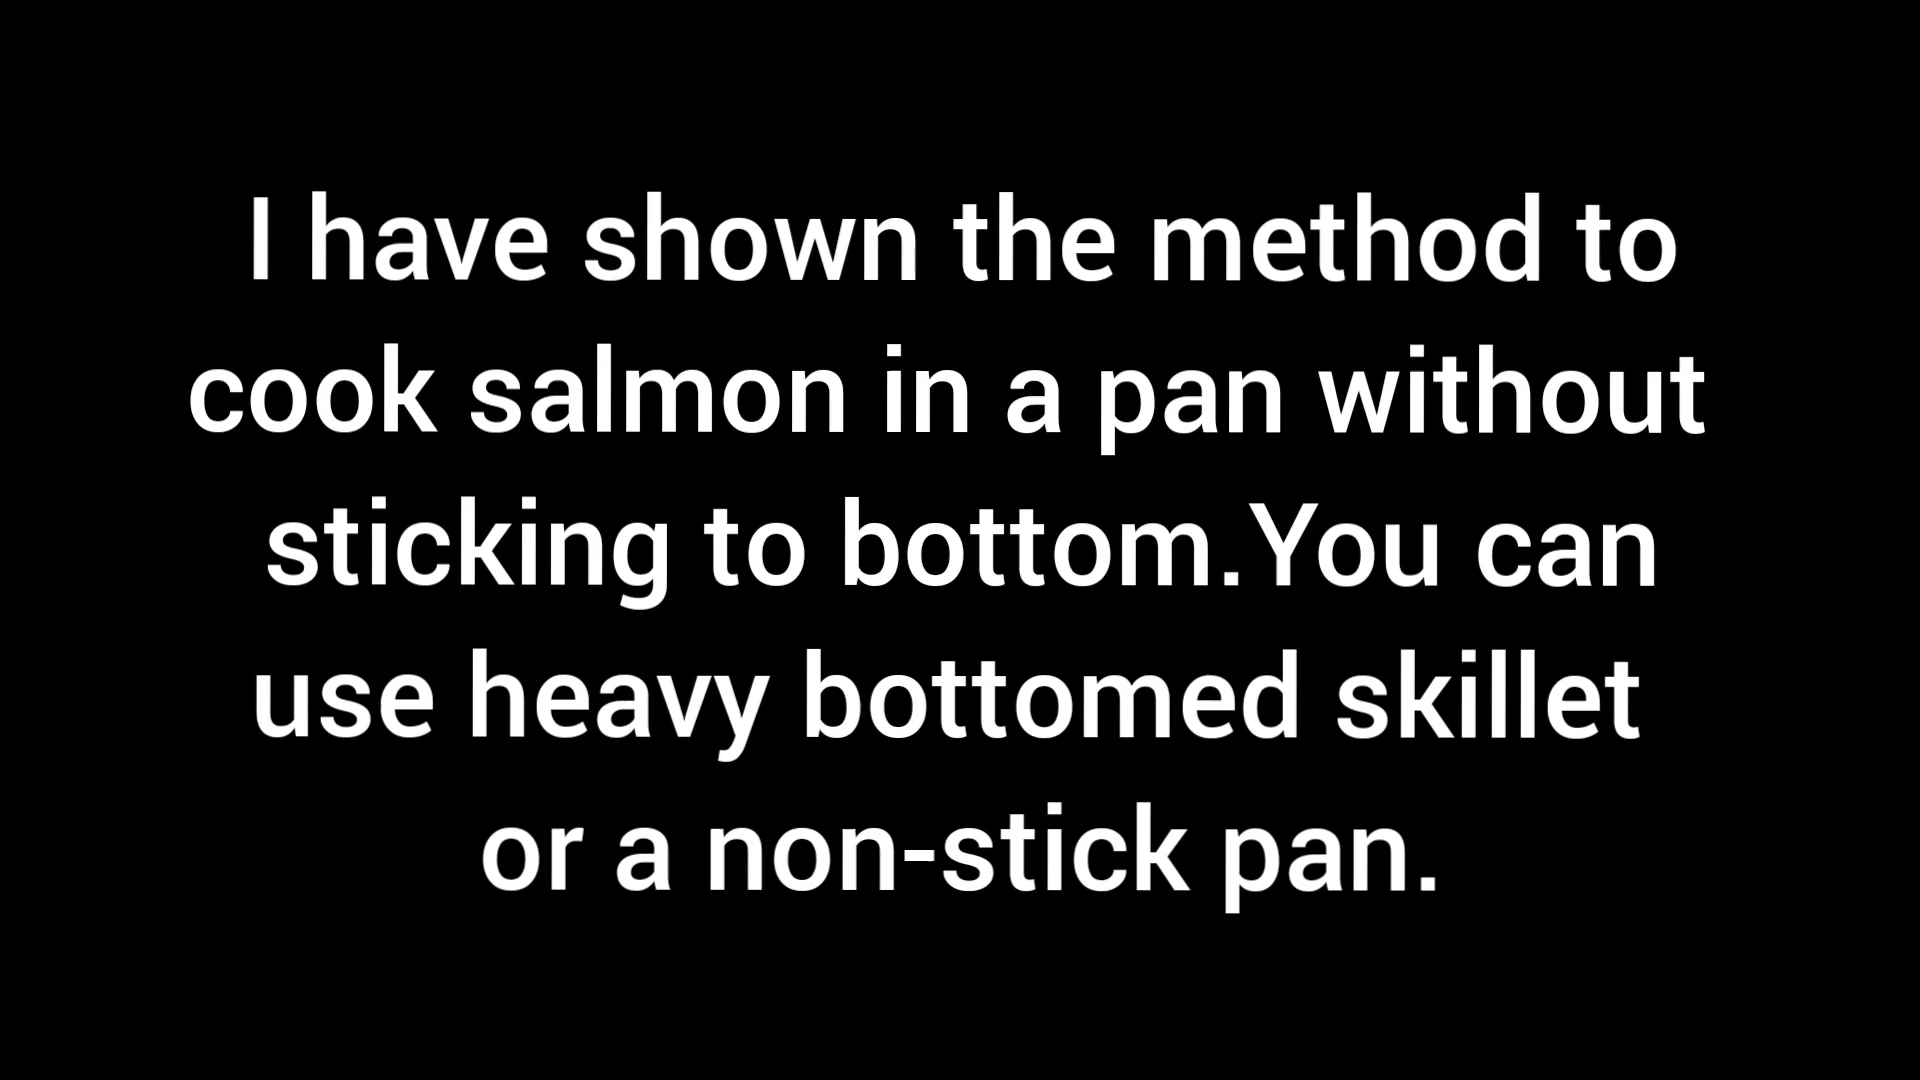 I have shown the method to
cook salmon in a pan without
sticking to bottom.You can
use heavy bottomed skillet
or a non-stick pan.